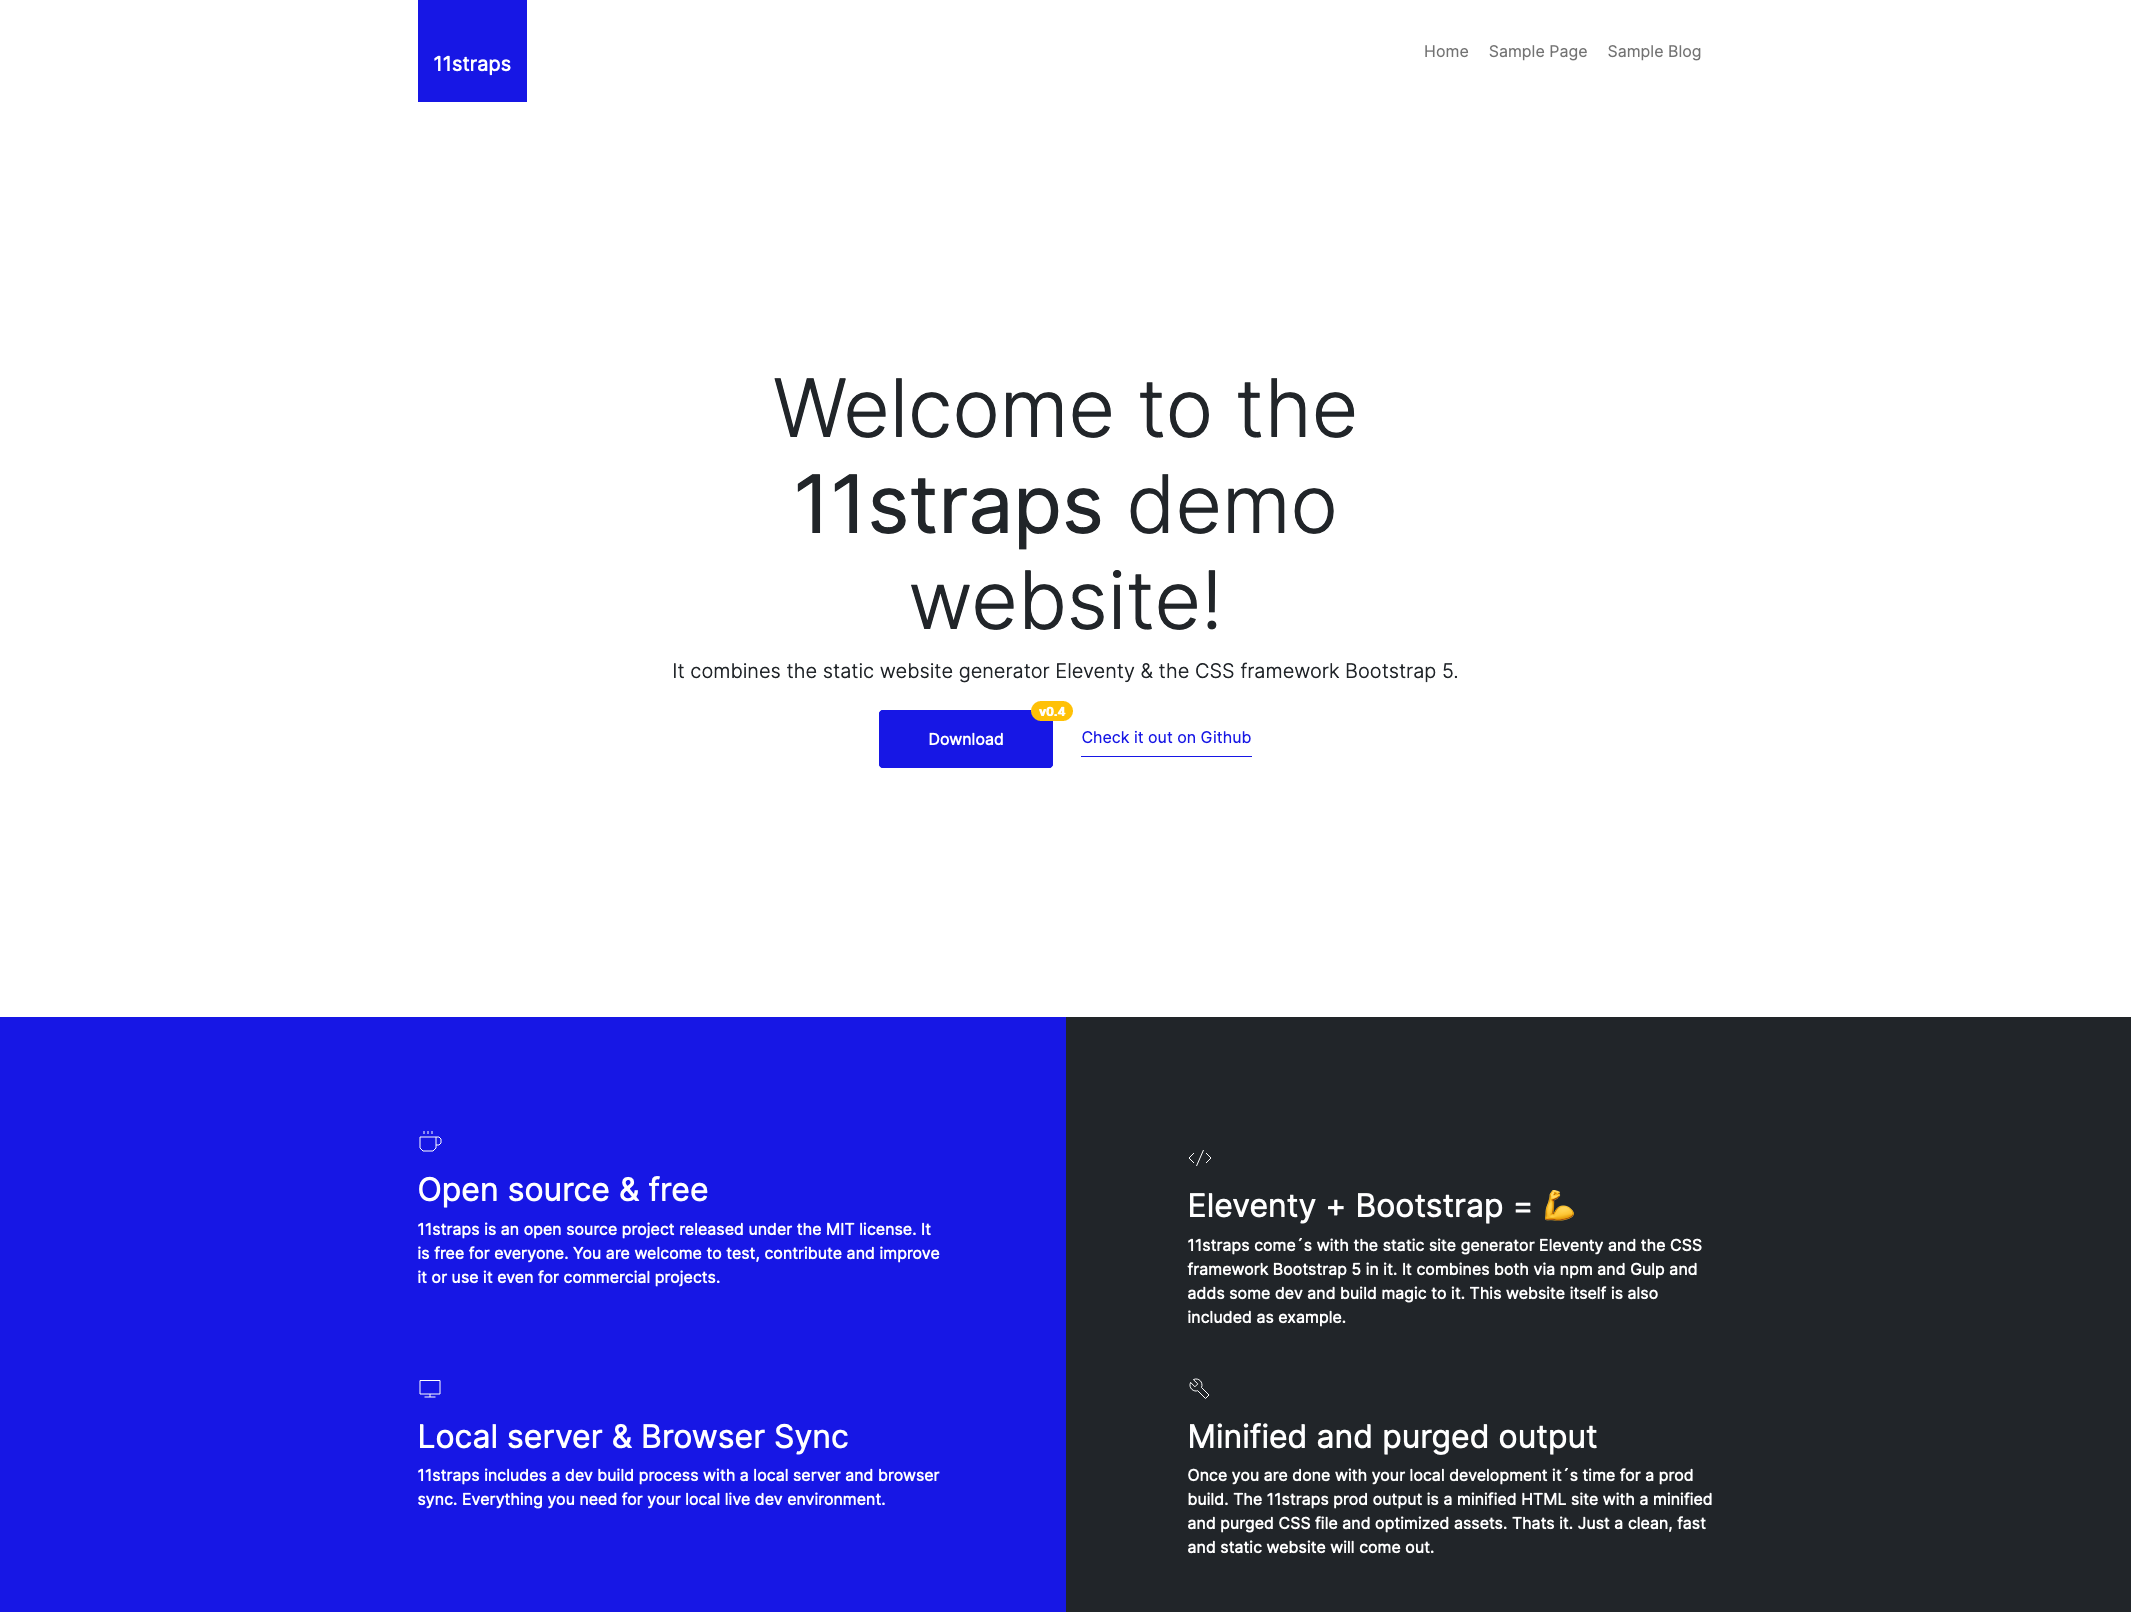 11straps
Home Sample Page Sample Blog
Welcome to the
11straps demo
website!
It combines the static website generator Eleventy & the CSS framework Bootstrap 5.
v0.4
Download
Check it out on Github
Open source & free
11straps is an open source project released under the MIT license. It
is free for everyone. You are welcome to test, contribute and improve
it or use it even for commercial projects.
Eleventy + Bootstrap = 💪
11straps come´s with the static site generator Eleventy and the CSS
framework Bootstrap 5 in it. It combines both via npm and Gulp and
adds some dev and build magic to it. This website itself is also
included as example.
Local server & Browser Sync
11straps includes a dev build process with a local server and browser
sync. Everything you need for your local live dev environment.
Minified and purged output
Once you are done with your local development it´s time for a prod
build. The 11straps prod output is a minified HTML site with a minified
and purged CSS file and optimized assets. Thats it. Just a clean, fast
and static website will come out.